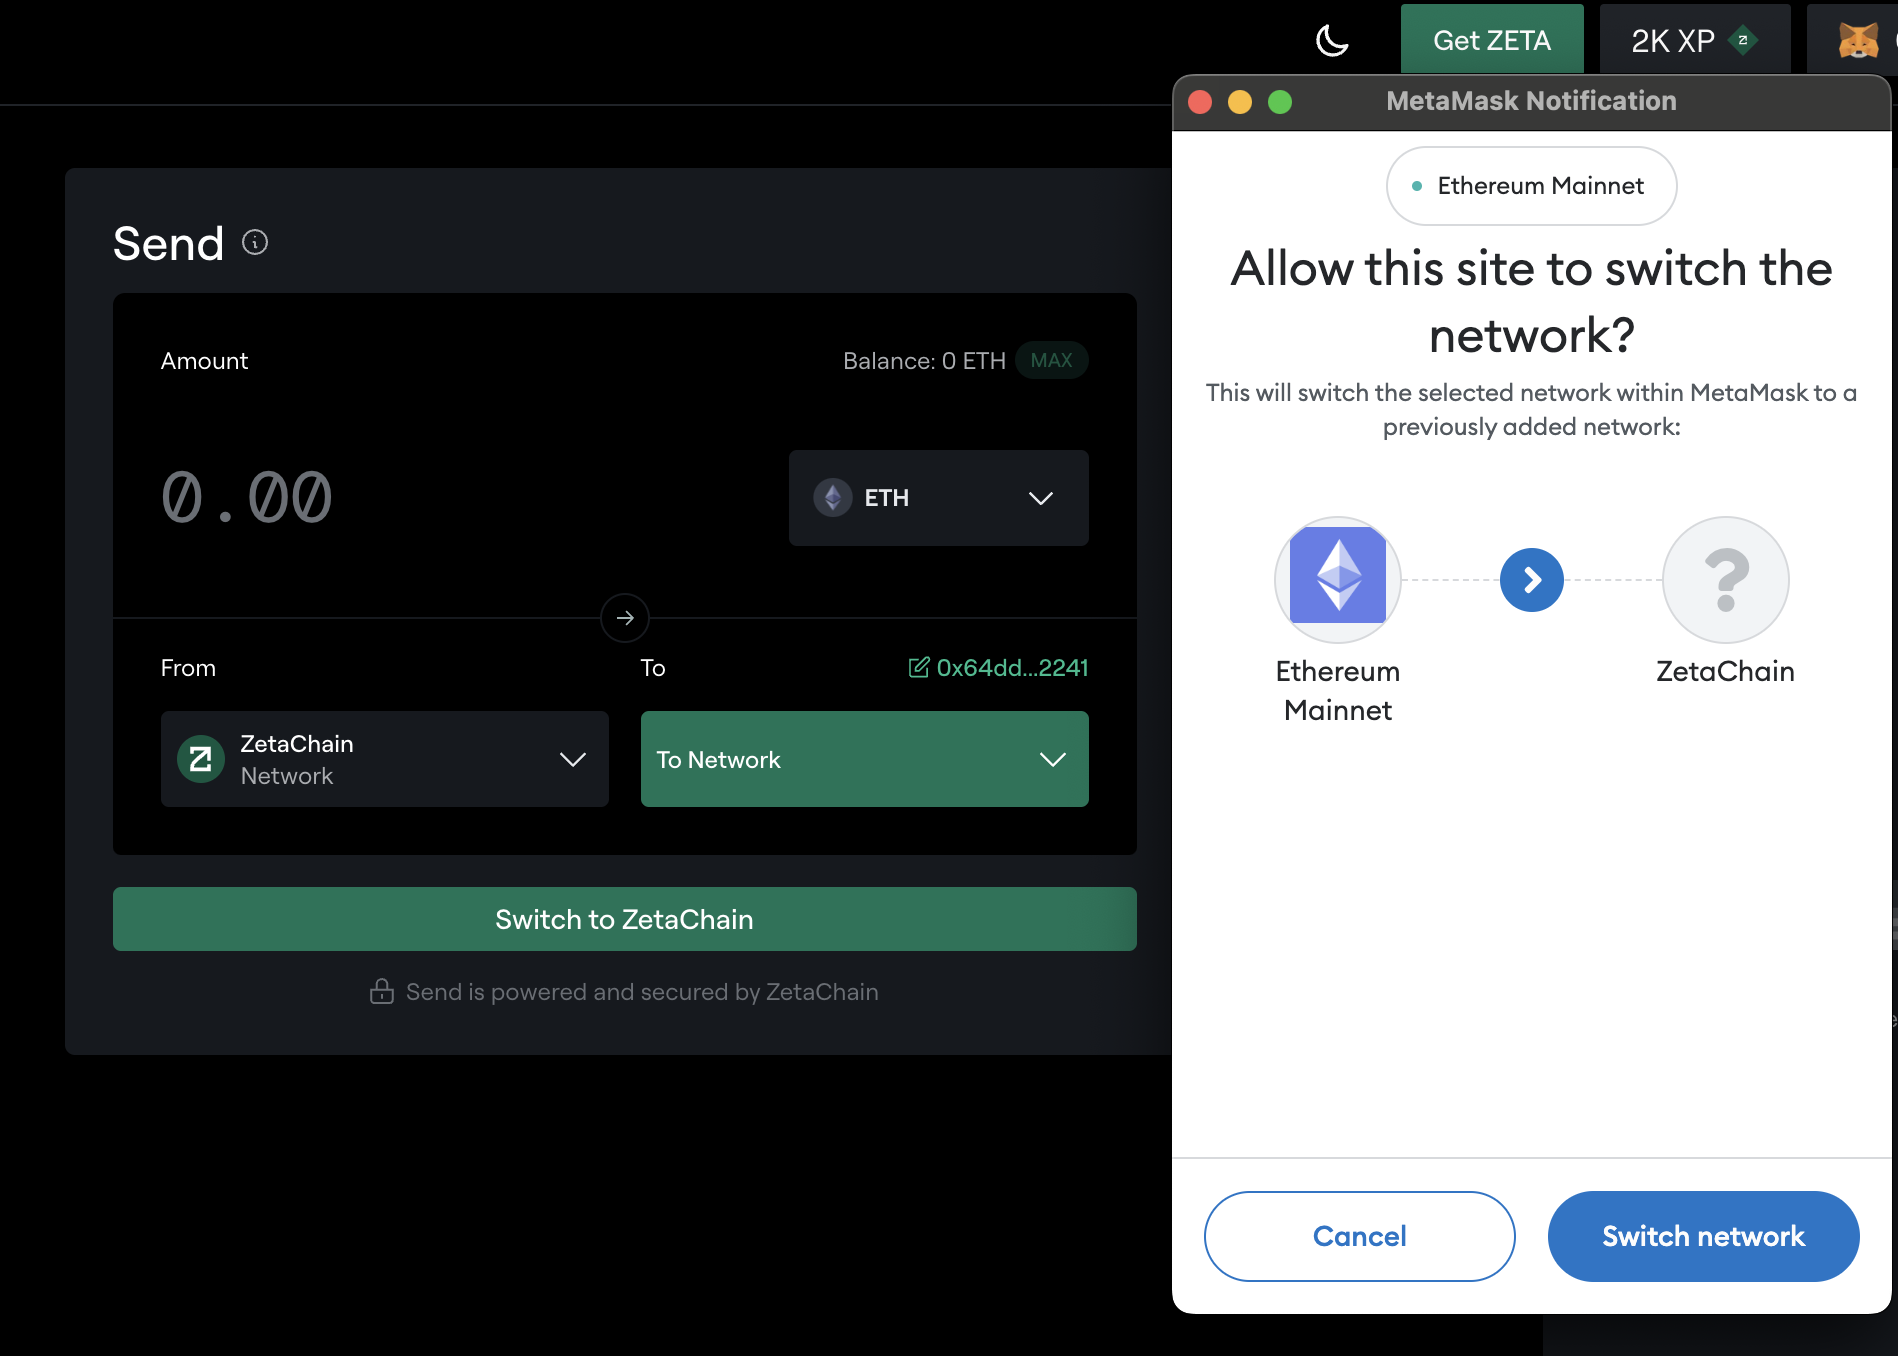 Get ZETA
2K XP
MetaMask Notification
Ethereum Mainnet
Allow this site to switch the
network?
This will switch the selected network within MetaMask to a
previously added network:
Ethereum
Mainnet
ZetaChain
Cancel
Switch network
Send
Amount
Balance: 0 ETH
MAX
0.00
ETH
From
To
0x64dd...2241
ZetaChain
Network
To Network
Switch to ZetaChain
Send is powered and secured by ZetaChain